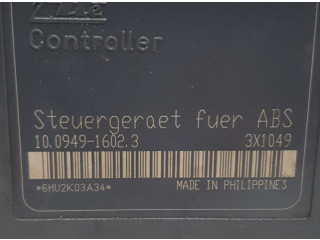 Controller
Steuergeraet fuer ABS
10.0949-1602.3 3X1049
*6HU2K03A34* MADE IN PHILIPPINES